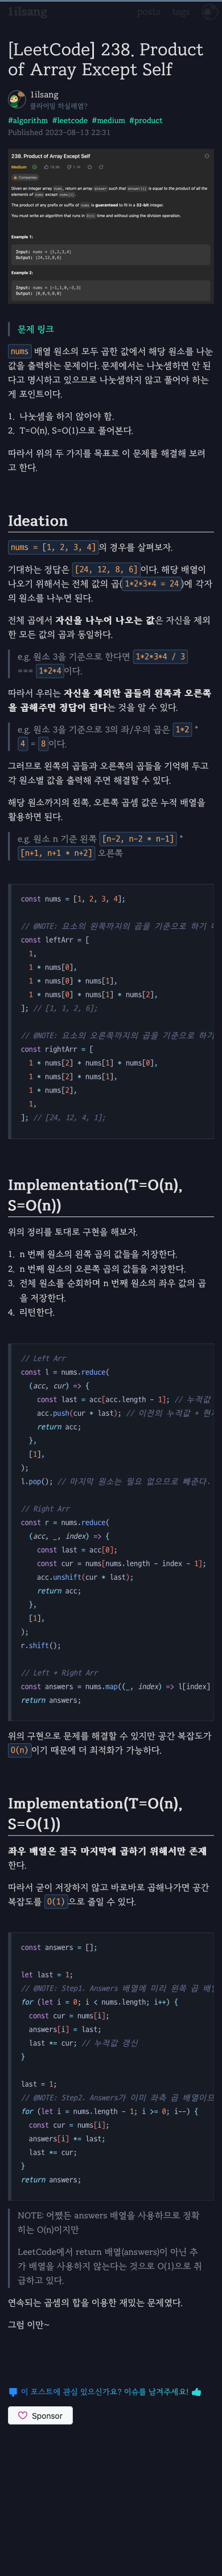 1ilsang
posts tags
[LeetCode] 238. Product
of Array Except Self
1ilsang
클라이밍 하실래염?
#algorithm #leetcode #medium #product
Published 2023-08-13 22:31
238. Product of Array Except Self
Medium
Companies
Given an integer array nums, return an array answer such that answer[i] is equal to the product of all the
elements of nums except nums[i].
The product of any prefix or suffix of nums is guaranteed to fit in a 32-bit integer.
You must write an algorithm that runs in O(n) time and without using the division operation.
Example 1:
Input: nums = [1,2,3,4]
Output: [24,12,8,6]
Example 2:
Input: nums = [-1,1,0,-3,3]
Output: [0,0,9,0,0]
문제 링크
nums 배열 원소의 모두 곱한 값에서 해당 원소를 나눈
값을 출력하는 문제이다. 문제에서는 나눗셈하면 안 된
다고 명시하고 있으므로 나눗셈하지 않고 풀어야 하는
게 포인트이다.
1. 나눗셈을 하지 않아야 함.
2. T=O(n), S=O(1)으로 풀어본다.
따라서 위의 두 가지를 목표로 이 문제를 해결해 보려
고 한다.
Ideation
nums = [1, 2, 3, 4]의 경우를 살펴보자.
기대하는 정답은 [24, 12, 8, 6]이다. 해당 배열이
나오기 위해서는 전체 값의 곱(1*2*3*4 = 24)에 각자
의 원소를 나누면 된다.
전체 곱에서 자신을 나누어 나오는 값은 자신을 제외
한 모든 값의 곱과 동일하다.
e.g. 원소 3을 기준으로 한다면 1*2*3*4 / 3
=== 1*2*4이다.
따라서 우리는 자신을 제외한 곱들의 왼쪽과 오른쪽
을 곱해주면 정답이 된다는 것을 알 수 있다.
e.g. 원소 3을 기준으로 3의 좌/우의 곱은 1*2 *
4 = 8이다.
그러므로 왼쪽의 곱들과 오른쪽의 곱들을 기억해 두고
각 원소별 값을 출력해 주면 해결할 수 있다.
해당 원소까지의 왼쪽, 오른쪽 곱셈 값은 누적 배열을
활용하면 된다.
e.g. 원소 n 기준 왼쪽 [n-2, n-2 * n-1] *
[n+1, n+1 * n+2] 오른쪽
const nums = [1, 2, 3, 4];
// @NOTE: 요소의 왼쪽까지의 곱을 기준으로 하기
const leftArr = [
1,
1 * nums[0],
1 * nums[0] * nums[1],
1 * nums[0] * nums[1] * nums[2],
]; // [1, 1, 2, 6];
// @NOTE: 요소의 오른쪽까지의 곱을 기준으로 하기
const rightArr = [
1 * nums[2] * nums[1] * nums[0],
1 * nums[2] * nums[1],
1 * nums[2],
1,
]; // [24, 12, 4, 1];
Implementation(T=O(n),
S=O(n))
위의 정리를 토대로 구현을 해보자.
1. n 번째 원소의 왼쪽 곱의 값들을 저장한다.
2. n 번째 원소의 오른쪽 곱의 값들을 저장한다.
3. 전체 원소를 순회하며 n 번째 원소의 좌우 값의 곱
을 저장한다.
4. 리턴한다.
// Left Arr
const l = nums.reduce(
(acc, cur) => {
const last = acc[acc.length - 1]; // 누적값
acc.push(cur * last); // 이전의 누적값 * 현재
return acc;
},
[1],
);
l.pop(); // 마지막 원소는 필요 없으므로 빼준다.
// Right Arr
const r = nums.reduce(
(acc, _, index) => {
const last = acc[0];
const cur = nums[nums.length - index - 1];
acc.unshift(cur * last);
return acc;
},
[1],
);
r.shift();
// Left * Right Arr
const answers = nums.map((_, index) => l[index]
return answers;
위의 구현으로 문제를 해결할 수 있지만 공간 복잡도가
O(n)이기 때문에 더 최적화가 가능하다.
Implementation(T=O(n),
S=O(1))
좌우 배열은 결국 마지막에 곱하기 위해서만 존재
한다.
따라서 굳이 저장하지 않고 바로바로 곱해나가면 공간
복잡도를 O(1)으로 줄일 수 있다.
const answers = [];
let last = 1;
// @NOTE: Step1. Answers 배열에 미리 왼쪽 곱
for (let i = 0; i < nums.length; i++) {
const cur = nums[i];
answers[i] = last;
last *= cur; // 누적값 갱신
}
last = 1;
// @NOTE: Step2. Answers가 이미 좌측 곱 배열이므로
for (let i = nums.length - 1; i >= 0; i--) {
const cur = nums[i];
answers[i] *= last;
last *= cur;
}
return answers;
NOTE: 어쨌든 answers 배열을 사용하므로 정확
히는 O(n)이지만
LeetCode에서 return 배열(answers)이 아닌 추
가 배열을 사용하지 않는다는 것으로 O(1)으로 취
급하고 있다.
연속되는 곱셈의 합을 이용한 재밌는 문제였다.
그럼 이만~
이 포스트에 관심 있으신가요? 이슈를 남겨주세요!
Sponsor